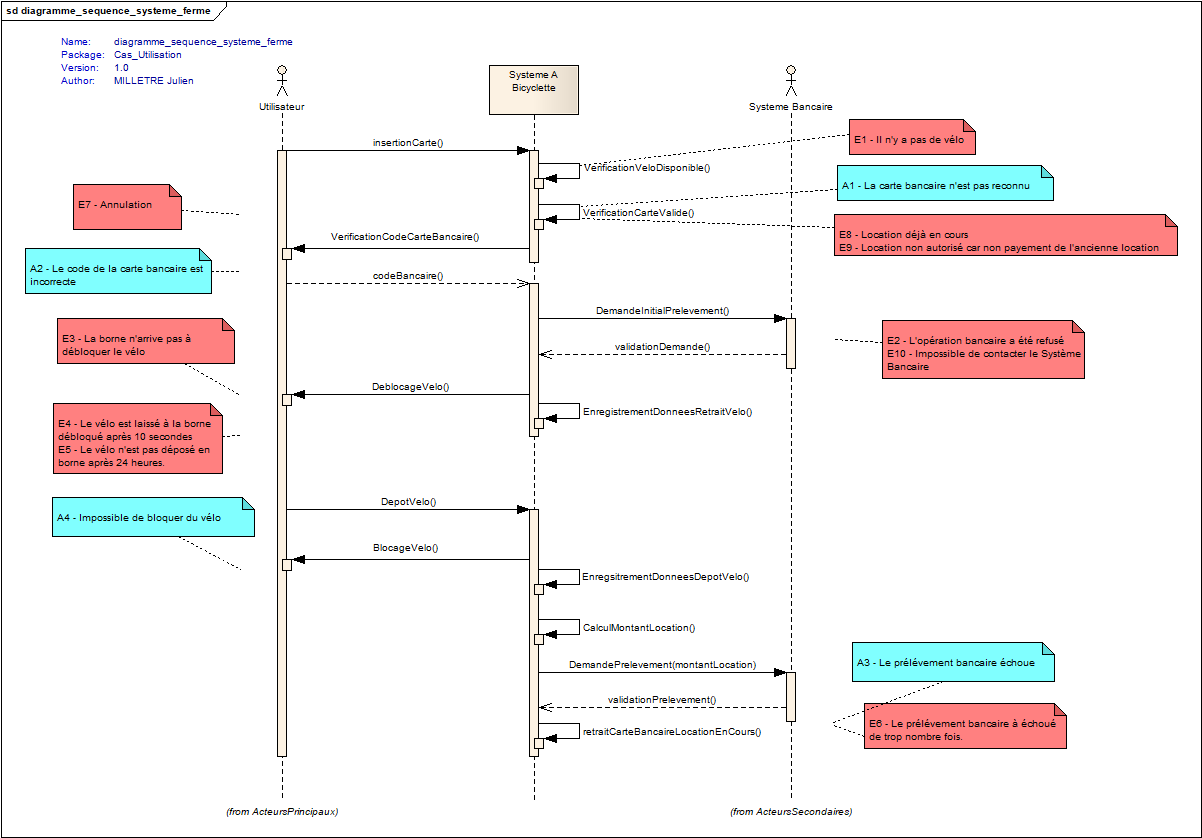 sd diagramme_sequence_systeme_ferme
Name: diagramme_sequence_systeme_ferme
Package: Cas_Utilisation
Version: 1.0
Author: MILLETRE Julien
Utilisateur
Systeme A
Bicyclette
Systeme Bancaire
insertionCarte()
E1 - Il n'y a pas de vélo
VerificationVeloDisponible()
A1 - La carte bancaire n'est pas reconnu
E7 - Annulation
VerificationCarteValide()
E8 - Location déjà en cours
E9 - Location non autorisé car non payement de l'ancienne location
VerificationCodeCarteBancaire()
A2 - Le code de la carte bancaire est
incorrecte
codeBancaire()
DemandeInitialPrelevement()
E3 - La borne n'arrive pas à
débloquer le vélo
validationDemande()
E2 - L'opération bancaire a été refusé
E10 - Impossible de contacter le Système
Bancaire
DeblocageVelo()
EnregistrementDonneesRetraitVelo()
E4 - Le vélo est laissé à la borne
débloqué après 10 secondes
E5 - Le vélo n'est pas déposé en
borne après 24 heures.
DepotVelo()
A4 - Impossible de bloquer du vélo
BlocageVelo()
EnregsitrementDonneesDepotVelo()
CalculMontantLocation()
DemandePrelevement(montantLocation)
A3 - Le prélévement bancaire échoue
validationPrelevement()
E6 - Le prélévement bancaire à échoué
de trop nombre fois.
retraitCarteBancaireLocationEnCours()
(from ActeursPrincipaux)
(from ActeursSecondaires)